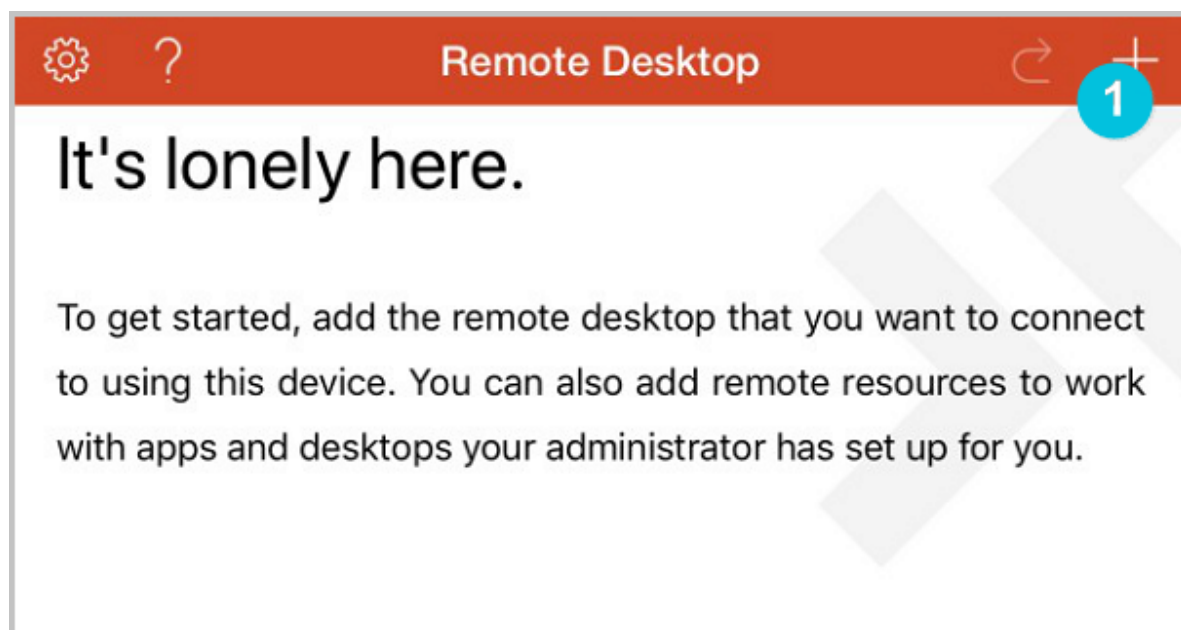 ? Remote Desktop
1
It's lonely here.
To get started, add the remote desktop that you want to connect
to using this device. You can also add remote resources to work
with apps and desktops your administrator has set up for you.